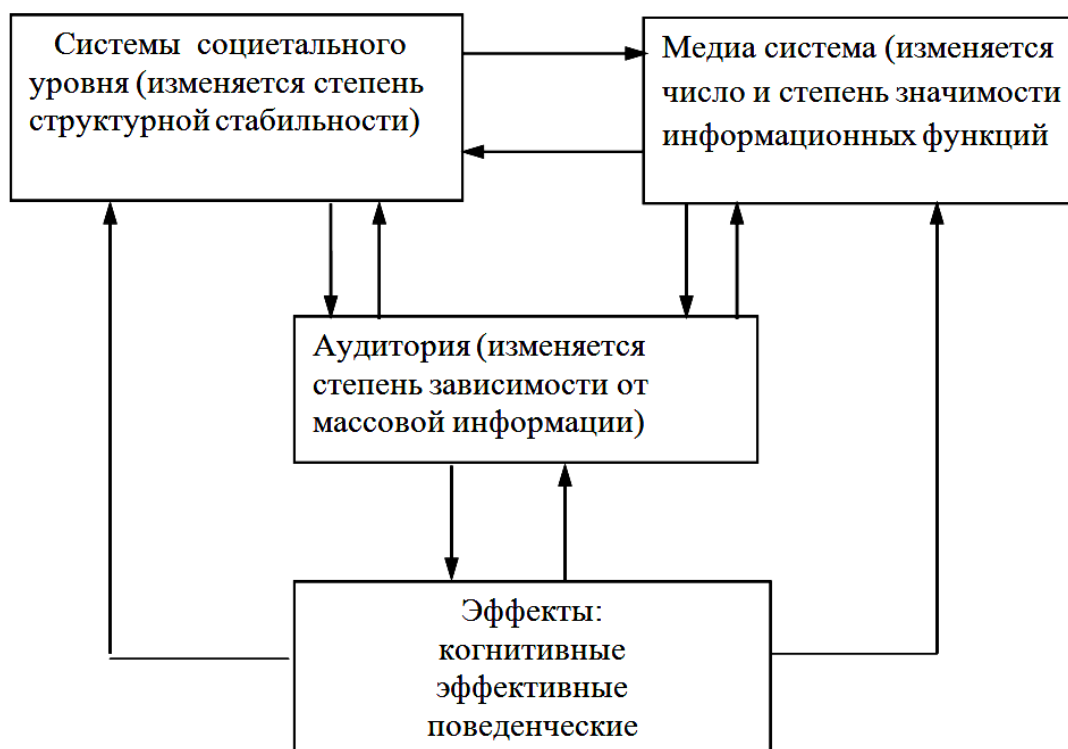 Системы социетального
уровня (изменяется степень
структурной стабильности)
Медиа система (изменяется
число и степень значимости
информационных функций
Аудитория (изменяется
степень зависимости от
массовой информации)
Эффекты:
когнитивные
эффективные
поведенческие